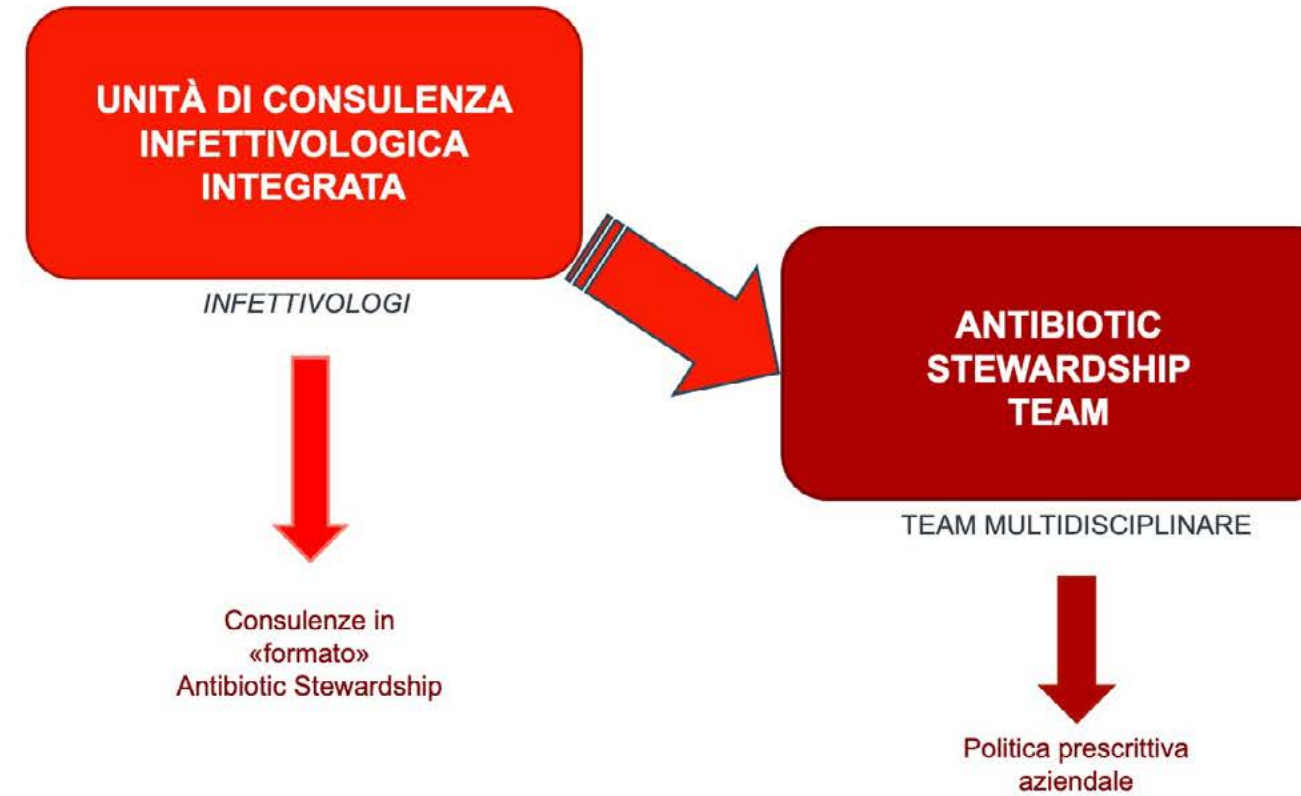 UNITÀ DI CONSULENZA
INFETTIVOLOGICA
INTEGRATA
INFETTIVOLOGI
Consulenze in
«formato»
Antibiotic Stewardship
ANTIBIOTIC
STEWARDSHIP
TEAM
TEAM MULTIDISCIPLINARE
Politica prescrittiva
aziendale